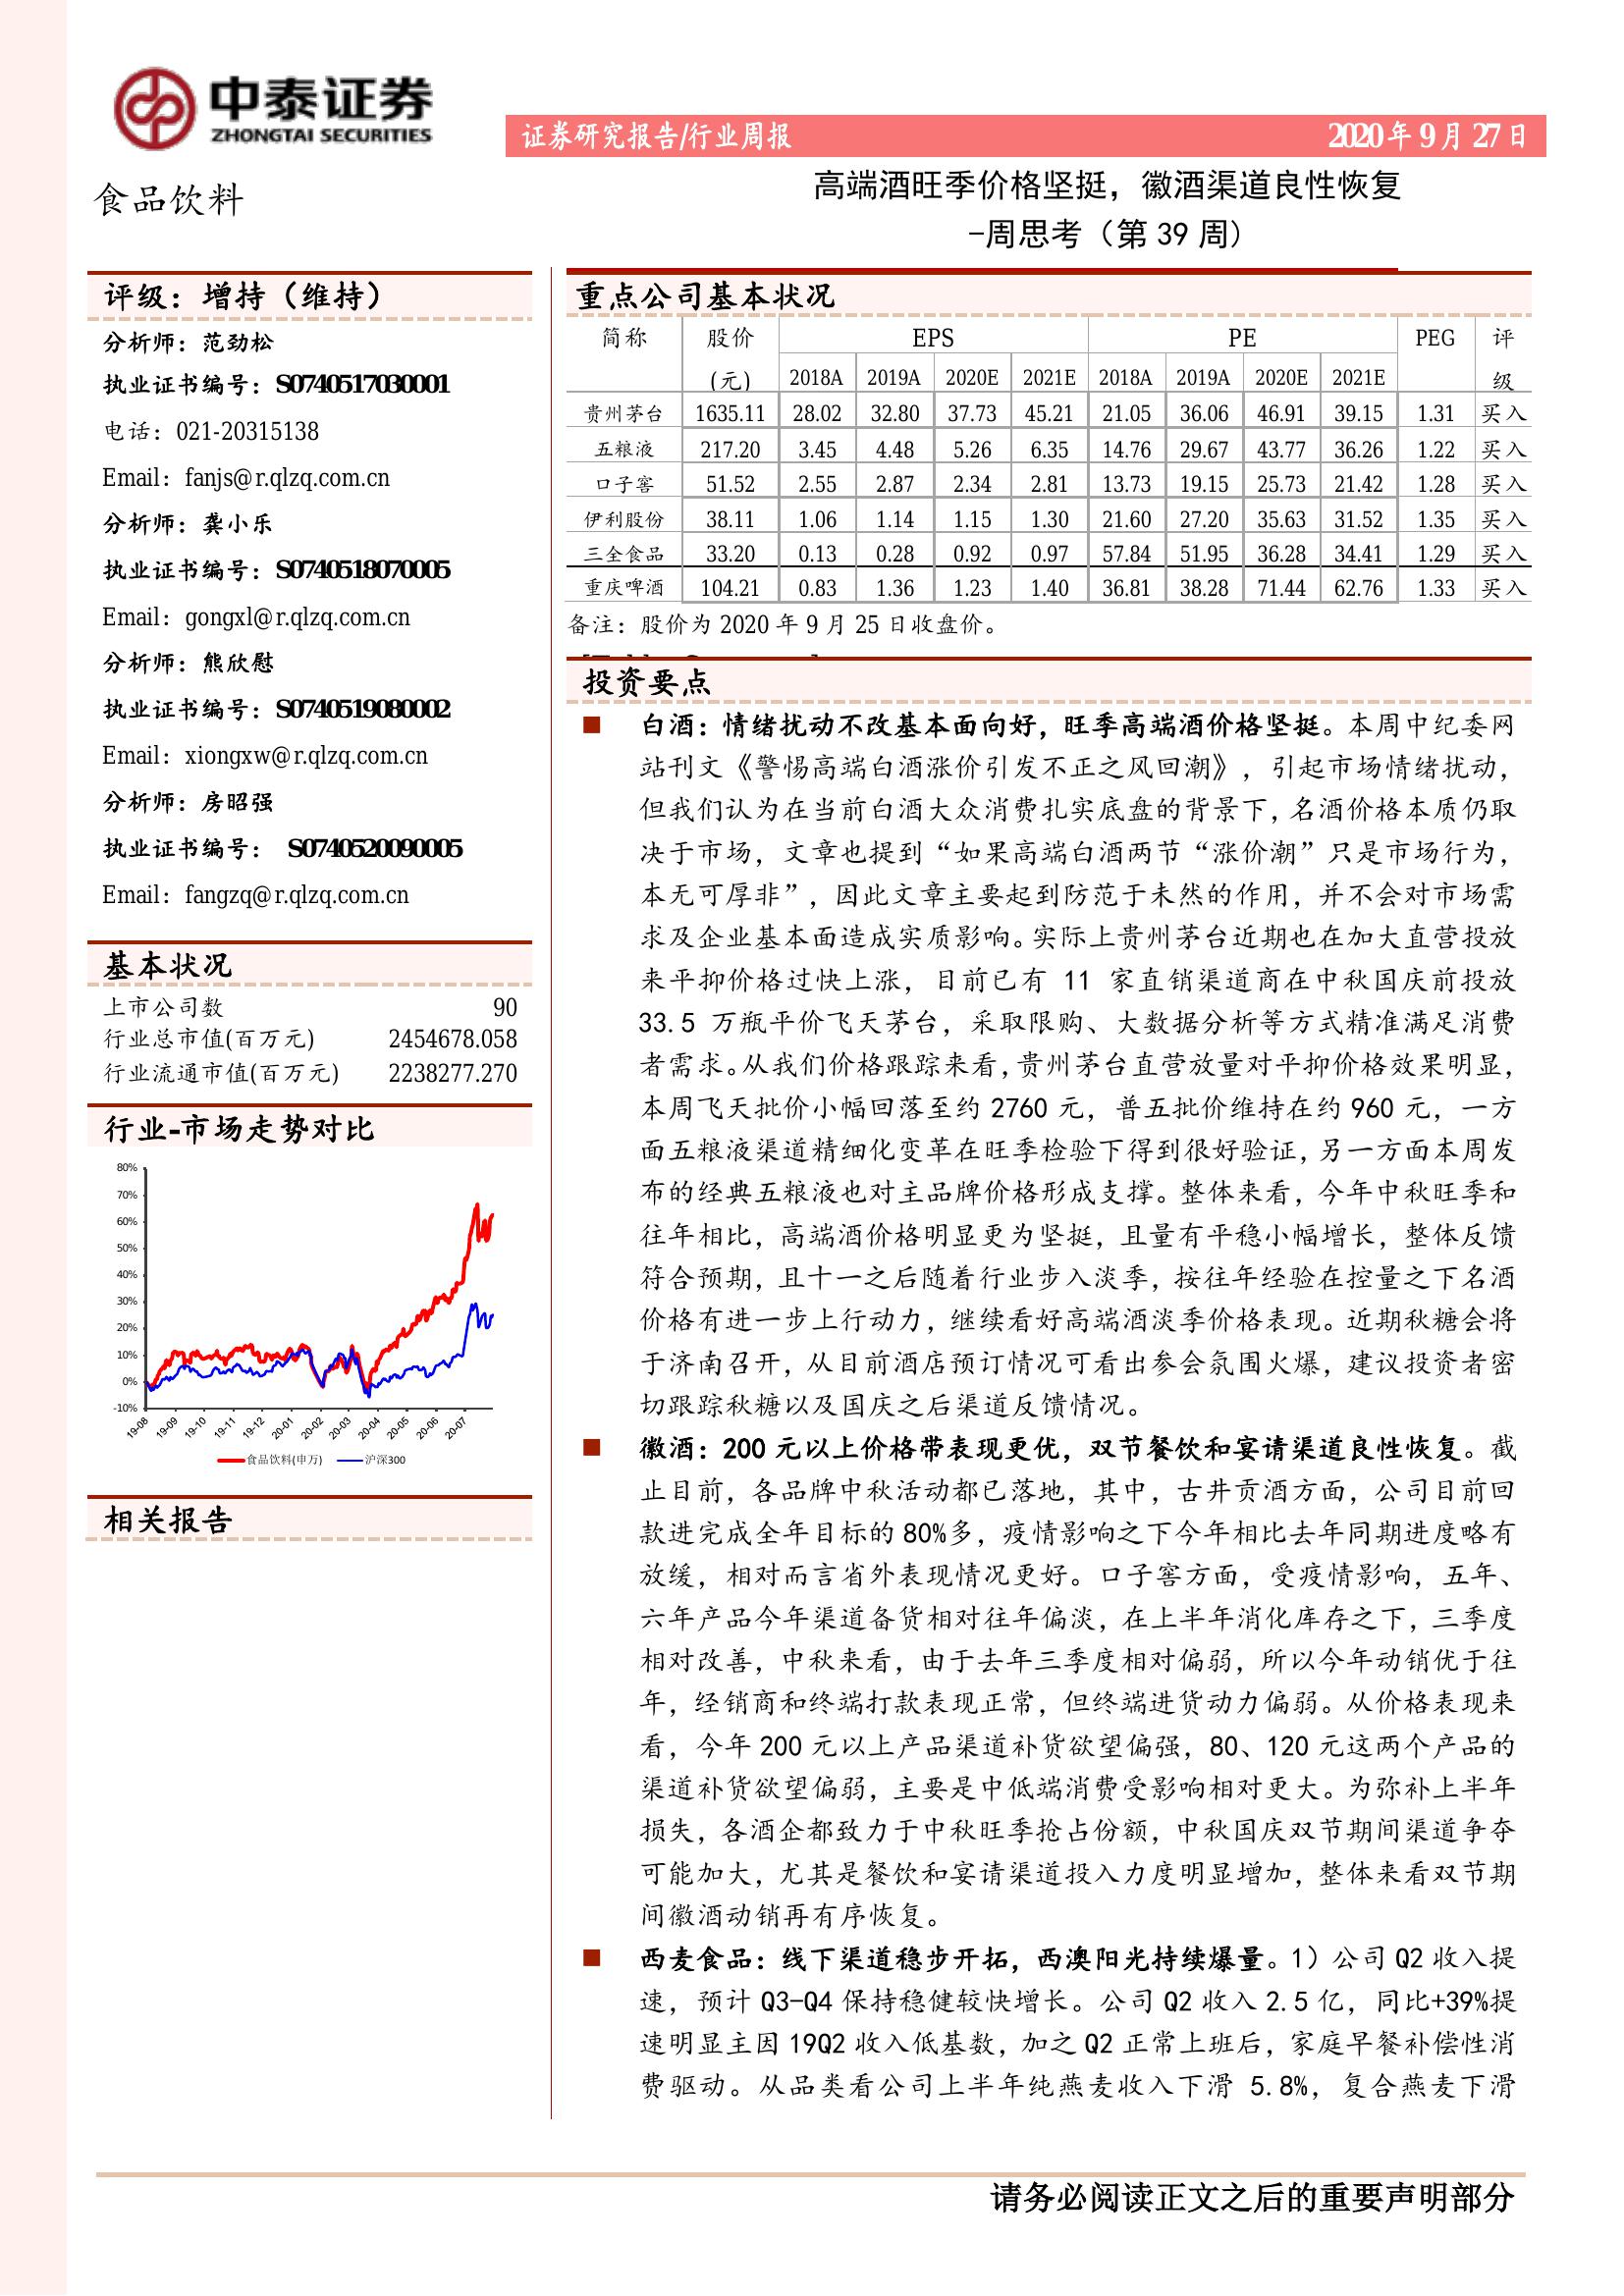 中泰证券
ZHONGTAI SECURITIES
证券研究报告/行业周报 2020年9月27日
食品饮料
高端酒旺季价格坚挺，徽酒渠道良性恢复
-周思考（第 39 周）
评级：增持（维持）
分析师：范劲松
执业证书编号：S0740517030001
电话：021-20315138
Email：fanjs@r.qlzq.com.cn
分析师：龚小乐
执业证书编号：S0740518070005
Email：gongxl@r.qlzq.com.cn
分析师：熊欣慰
执业证书编号：S0740519080002
Email：xiongxw@r.qlzq.com.cn
分析师：房昭强
执业证书编号： S0740520090005
Email：fangzq@r.qlzq.com.cn
基本状况
上市公司数 90
行业总市值(百万元) 2454678.058
行业流通市值(百万元) 2238277.270
行业-市场走势对比
80%
70%
60%
50%
40%
30%
20%
10%
0%
-10%
19-08 19-09 19-10 19-11 19-12 20-01 20-02 20-03 20-04 20-05 20-06 20-07
食品饮料(申万) 沪深300
相关报告
重点公司基本状况
简称 股价 EPS PE PEG 评
(元) 2018A 2019A 2020E 2021E 2018A 2019A 2020E 2021E 级
贵州茅台 1635.11 28.02 32.80 37.73 45.21 21.05 36.06 46.91 39.15 1.31 买入
五粮液 217.20 3.45 4.48 5.26 6.35 14.76 29.67 43.77 36.26 1.22 买入
口子窖 51.52 2.55 2.87 2.34 2.81 13.73 19.15 25.73 21.42 1.28 买入
伊利股份 38.11 1.06 1.14 1.15 1.30 21.60 27.20 35.63 31.52 1.35 买入
三全食品 33.20 0.13 0.28 0.92 0.97 57.84 51.95 36.28 34.41 1.29 买入
重庆啤酒 104.21 0.83 1.36 1.23 1.40 36.81 38.28 71.44 62.76 1.33 买入
备注：股价为 2020 年 9 月 25 日收盘价。
投资要点
■ 白酒：情绪扰动不改基本面向好，旺季高端酒价格坚挺。本周中纪委网
站刊文《警惕高端白酒涨价引发不正之风回潮》，引起市场情绪扰动，
但我们认为在当前白酒大众消费扎实底盘的背景下，名酒价格本质仍取
决于市场，文章也提到“如果高端白酒两节“涨价潮”只是市场行为，
本无可厚非”，因此文章主要起到防范于未然的作用，并不会对市场需
求及企业基本面造成实质影响。实际上贵州茅台近期也在加大直营投放
来平抑价格过快上涨，目前已有 11 家直销渠道商在中秋国庆前投放
33.5 万瓶平价飞天茅台，采取限购、大数据分析等方式精准满足消费
者需求。从我们价格跟踪来看，贵州茅台直营放量对平抑价格效果明显，
本周飞天批价小幅回落至约 2760 元，普五批价维持在约 960 元，一方
面五粮液渠道精细化变革在旺季检验下得到很好验证，另一方面本周发
布的经典五粮液也对主品牌价格形成支撑。整体来看，今年中秋旺季和
往年相比，高端酒价格明显更为坚挺，且量有平稳小幅增长，整体反馈
符合预期，且十一之后随着行业步入淡季，按往年经验在控量之下名酒
价格有进一步上行动力，继续看好高端酒淡季价格表现。近期秋糖会将
于济南召开，从目前酒店预订情况可看出参会氛围火爆，建议投资者密
切跟踪秋糖以及国庆之后渠道反馈情况。
■ 徽酒：200 元以上价格带表现更优，双节餐饮和宴请渠道良性恢复。截
止目前，各品牌中秋活动都已落地，其中，古井贡酒方面，公司目前回
款进完成全年目标的 80%多，疫情影响之下今年相比去年同期进度略有
放缓，相对而言省外表现情况更好。口子窖方面，受疫情影响，五年、
六年产品今年渠道备货相对往年偏淡，在上半年消化库存之下，三季度
相对改善，中秋来看，由于去年三季度相对偏弱，所以今年动销优于往
年，经销商和终端打款表现正常，但终端进货动力偏弱。从价格表现来
看，今年 200 元以上产品渠道补货欲望偏强，80、120 元这两个产品的
渠道补货欲望偏弱，主要是中低端消费受影响相对更大。为弥补上半年
损失，各酒企都致力于中秋旺季抢占份额，中秋国庆双节期间渠道争夺
可能加大，尤其是餐饮和宴请渠道投入力度明显增加，整体来看双节期
间徽酒动销再有序恢复。
■ 西麦食品：线下渠道稳步开拓，西澳阳光持续爆量。1）公司 Q2 收入提
速，预计 Q3-Q4 保持稳健较快增长。公司 Q2 收入 2.5 亿，同比+39%提
速明显主因 19Q2 收入低基数，加之 Q2 正常上班后，家庭早餐补偿性消
费驱动。从品类看公司上半年纯燕麦收入下滑 5.8%，复合燕麦下滑
请务必阅读正文之后的重要声明部分